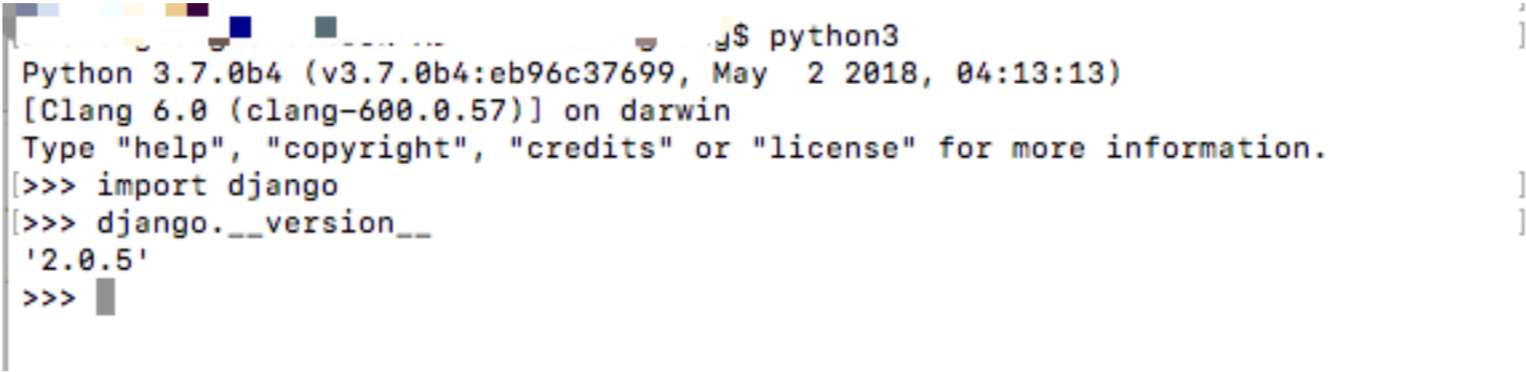 $ python3
Python 3.7.0b4 (v3.7.0b4:eb96c37699, May  2 2018, 04:13:13)
[Clang 6.0 (clang-600.0.57)] on darwin
Type "help", "copyright", "credits" or "license" for more information.
[>>> import django ]
[>>> django.__version__ ]
'2.0.5'
>>>